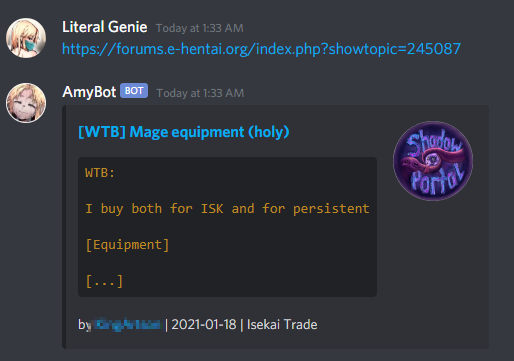 Literal Genie Today at 1:33 AM
https://forums.e-hentai.org/index.php?showtopic=245087
AmyBot BOT Today at 1:33 AM
[WTB] Mage equipment (holy)
Shadow
Portal
WTB:
I buy both for ISK and for persistent
[Equipment]
[...]
by | 2021-01-18 | Isekai Trade